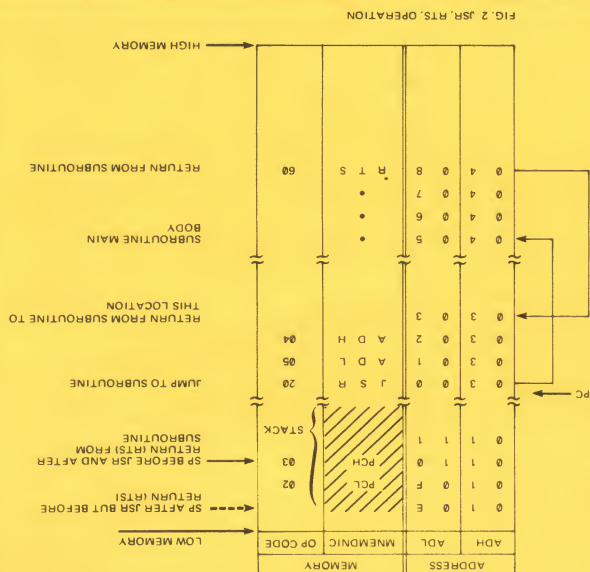 ADDRESS MEMORY
ADH ADL MNEMDNIC OP CODE
LOW MEMORY
0 1 0 E
SP AFTER JSR BUT BEFORE
RETURN (RTS)
0 1 0 F PCL 02
0 1 1 0 PCH 03
SP BEFORE JSR AND AFTER
RETURN (RTS) FROM
SUBROUTINE
0 1 1 1
STACK
PC
0 3 0 0 J S R 20 JUMP TO SUBROUTINE
0 3 0 1 A D L 05
0 3 0 2 A D H 04
0 3 0 3
RETURN FROM SUBROUTINE TO
THIS LOCATION
0 4 0 5 •
SUBROUTINE MAIN
BODY
0 4 0 6 •
0 4 0 7 •
0 4 0 8 R T S 60 RETURN FROM SUBROUTINE
HIGH MEMORY
FIG. 2 JSR, RTS, OPERATION